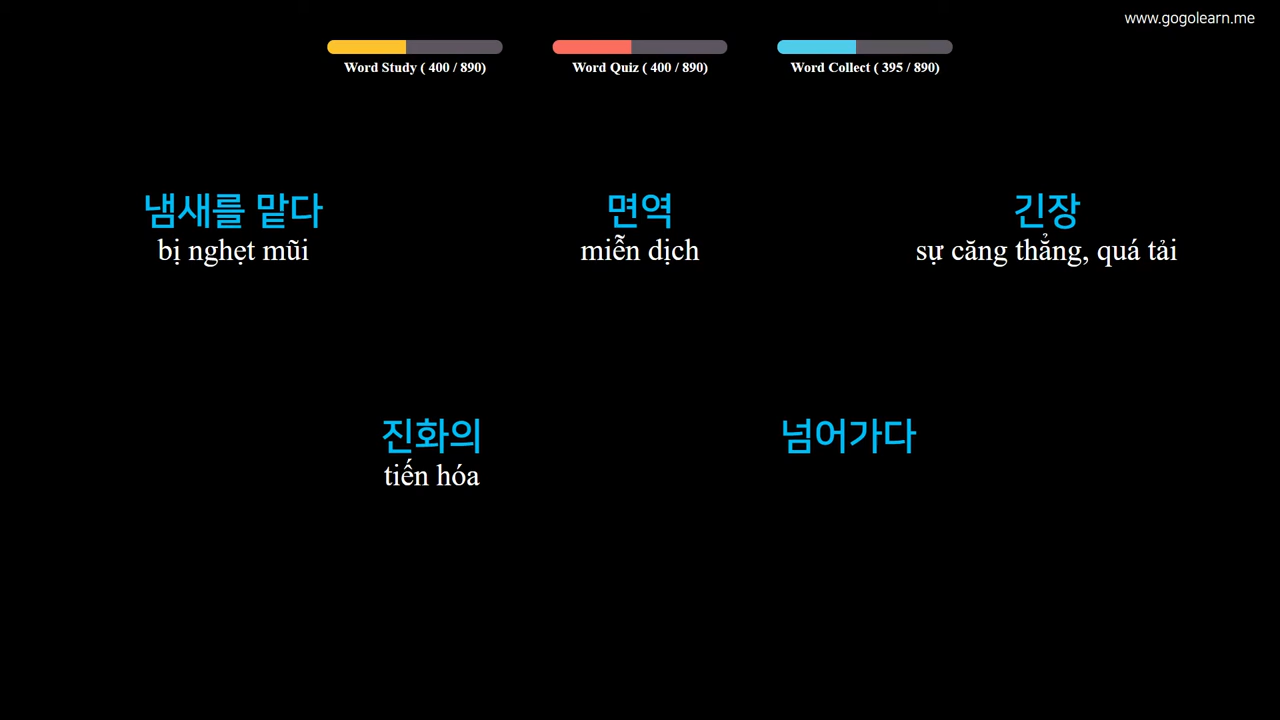 www.gogolearn.me
Word Study ( 400 / 890)
Word Quiz ( 400 / 890)
Word Collect ( 395 / 890)
냄새를 맡다
bị nghẹt mũi
면역
miễn dịch
긴장
sự căng thẳng, quá tải
진화의
tiến hóa
넘어가다